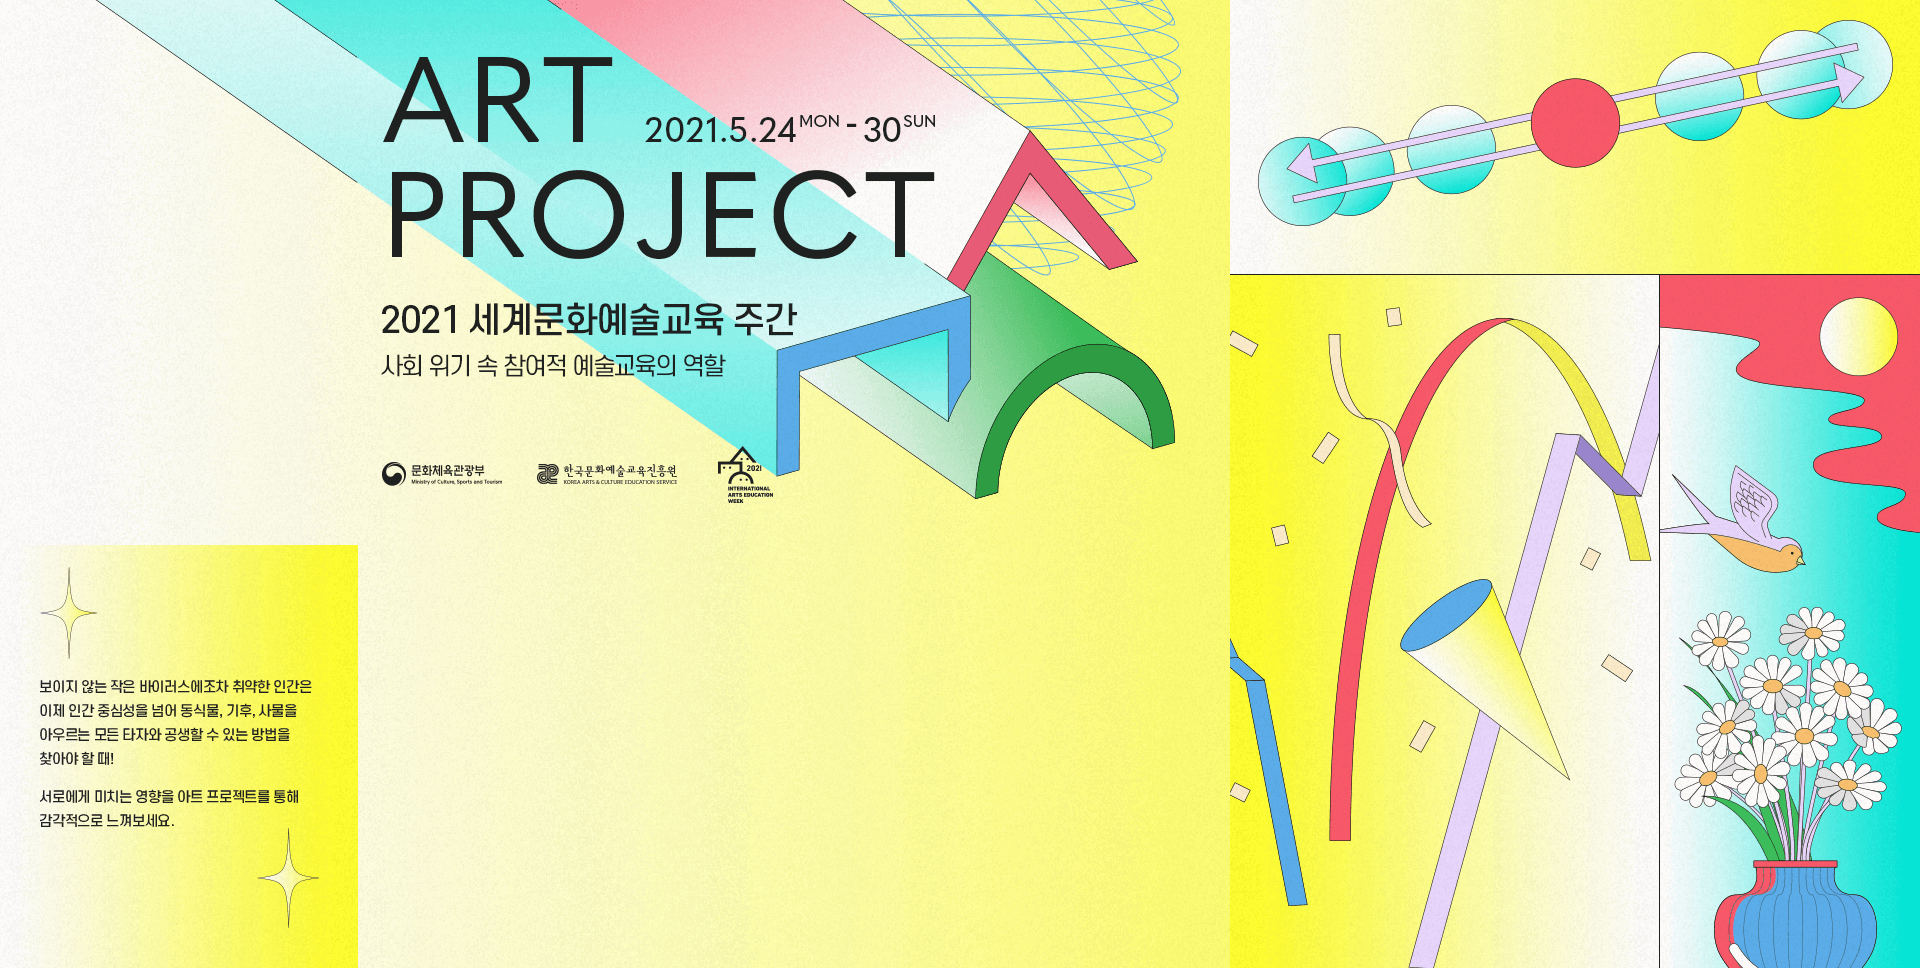 ART
2021.5.24MON - 30SUN
PROJECT
2021 세계문화예술교육 주간
사회 위기 속 참여적 예술교육의 역할
문화체육관광부
Ministry of Culture, Sports and Tourism
한국문화예술교육진흥원
KOREA ARTS & CULTURE EDUCATION SERVICE
2021
INTERNATIONAL
ARTS EDUCATION
WEEK
보이지 않는 작은 바이러스에조차 취약한 인간은
이제 인간 중심성을 넘어 동식물, 기후, 사물을
아우르는 모든 타자와 공생할 수 있는 방법을
찾아야 할 때!
서로에게 미치는 영향을 아트 프로젝트를 통해
감각적으로 느껴보세요.